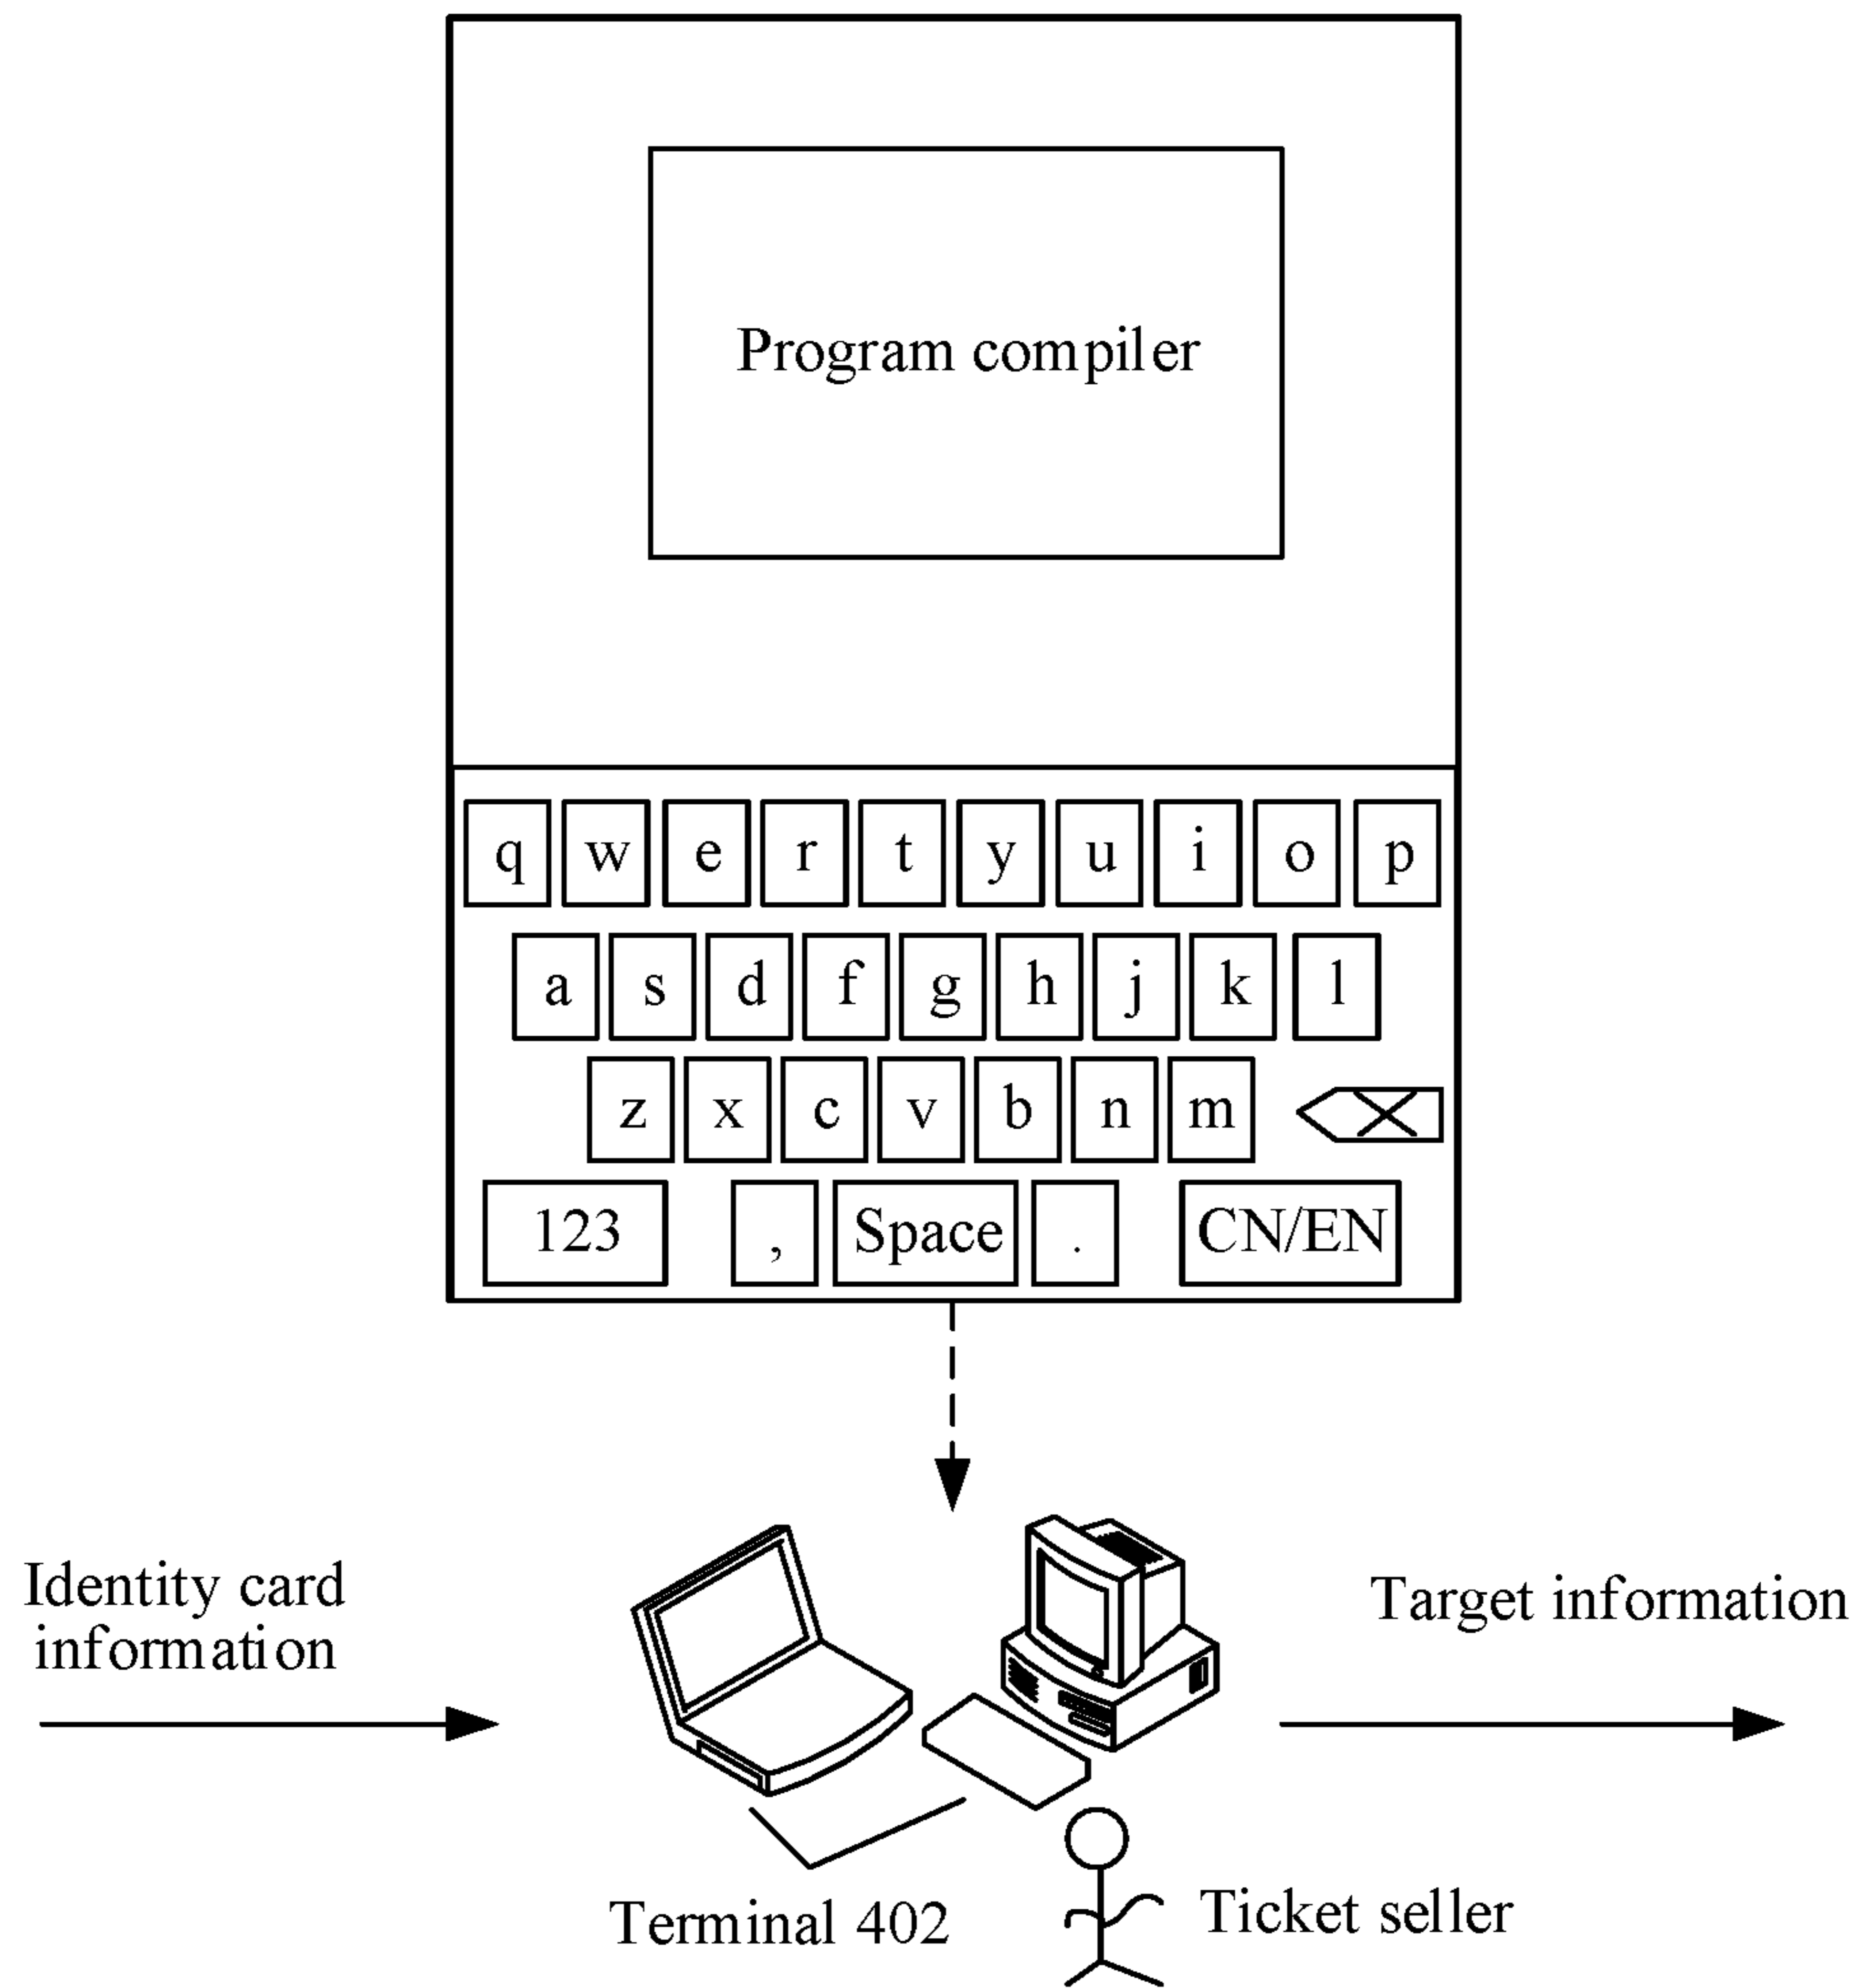 Program compiler
q w e r t y u i o p
a s d f g h j k l
z x c v b n m
123 , Space . CN/EN
Identity card
information
Target information
Terminal 402
Ticket seller